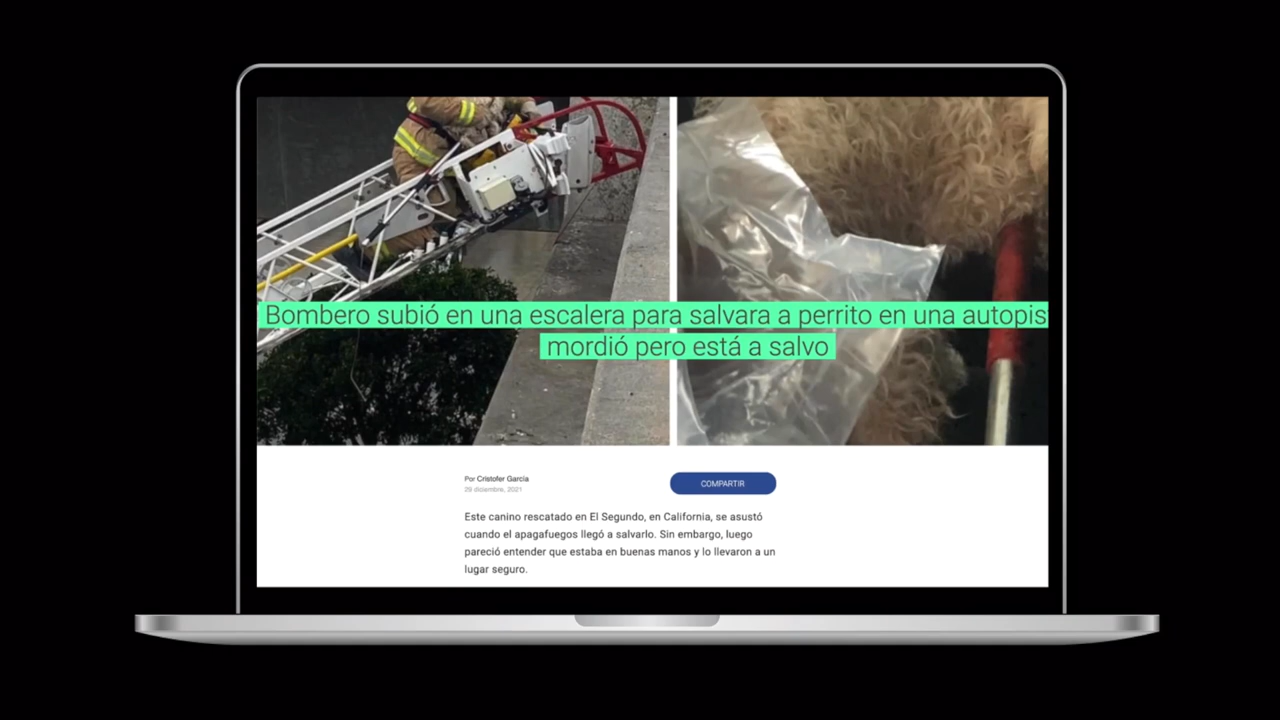 Bombero subió en una escalera para salvara a perrito en una autopis
mordió pero está a salvo
Por Cristofer García
29 diciembre, 2021
COMPARTIR
Este canino rescatado en El Segundo, en California, se asustó
cuando el apagafuegos llegó a salvarlo. Sin embargo, luego
pareció entender que estaba en buenas manos y lo llevaron a un
lugar seguro.